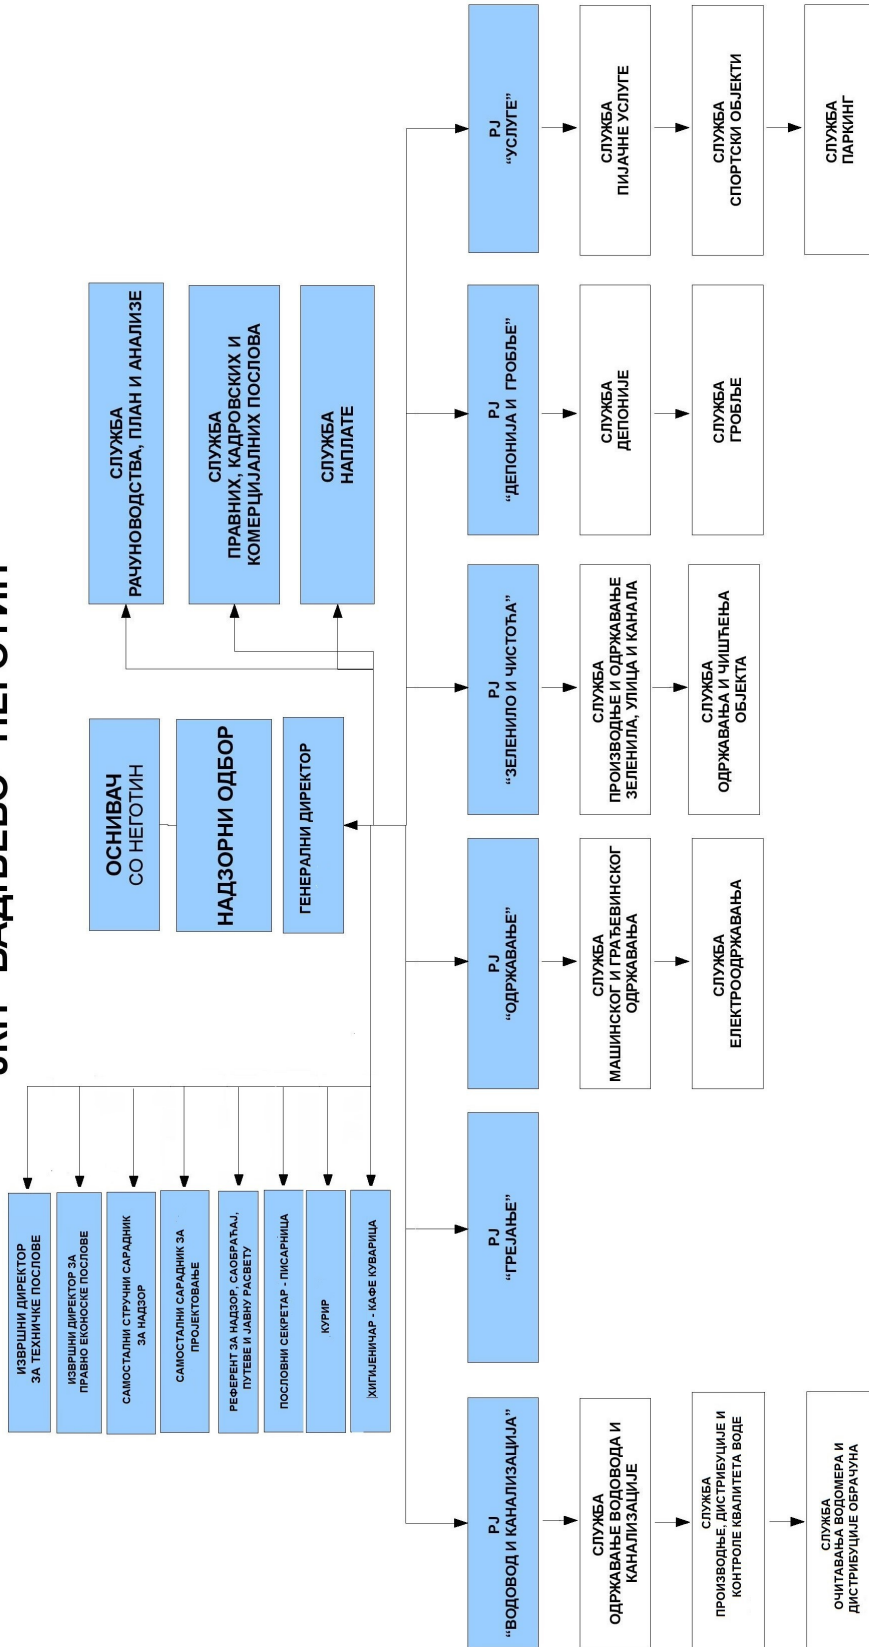 ЈКП БАДЊЕВО НЕГОТИН
ИЗВРШНИ ДИРЕКТОР
ЗА ТЕХНИЧКЕ ПОСЛОВЕ
ИЗВРШНИ ДИРЕКТОР ЗА
ПРАВНО ЕКОНОСКЕ ПОСЛОВЕ
САМОСТАЛНИ СТРУЧНИ САРАДНИК
ЗА НАДЗОР
САМОСТАЛНИ САРАДНИК ЗА
ПРОЈЕКТОВАЊЕ
РЕФЕРЕНТ ЗА НАДЗОР, САОБРАЋАЈ,
ПУТЕВЕ И ЈАВНУ РАСВЕТУ
ПОСЛОВНИ СЕКРЕТАР - ПИСАРНИЦА
КУРИР
ХИГИЈЕНИЧАР - КАФЕ КУВАРИЦА
ОСНИВАЧ
СО НЕГОТИН
НАДЗОРНИ ОДБОР
ГЕНЕРАЛНИ ДИРЕКТОР
СЛУЖБА
РАЧУНОВОДСТВА, ПЛАН И АНАЛИЗЕ
СЛУЖБА
ПРАВНИХ, КАДРОВСКИХ И
КОМЕРЦИЈАЛНИХ ПОСЛОВА
СЛУЖБА
НАПЛАТЕ
РЈ
“ВОДОВОД И КАНАЛИЗАЦИЈА”
СЛУЖБА
ОДРЖАВАЊЕ ВОДОВОДА И
КАНАЛИЗАЦИЈЕ
СЛУЖБА
ПРОИЗВОДЊЕ, ДИСТРИБУЦИЈЕ И
КОНТРОЛЕ КВАЛИТЕТА ВОДЕ
СЛУЖБА
ОЧИТАВАЊА ВОДОМЕРА И
ДИСТРИБУЦИЈЕ ОБРАЧУНА
РЈ
“ГРЕЈАЊЕ”
РЈ
“ОДРЖАВАЊЕ”
СЛУЖБА
МАШИНСКОГ И ГРАЂЕВИНСКОГ
ОДРЖАВАЊА
СЛУЖБА
ЕЛЕКТРООДРЖАВАЊА
РЈ
“ЗЕЛЕНИЛО И ЧИСТОЋА”
СЛУЖБА
ПРОИЗВОДЊЕ И ОДРЖАВАЊЕ
ЗЕЛЕНИЛА, УЛИЦА И КАНАЛА
СЛУЖБА
ОДРЖАВАЊА И ЧИШЋЕЊА
ОБЈЕКТА
РЈ
“ДЕПОНИЈА И ГРОБЉЕ”
СЛУЖБА
ДЕПОНИЈЕ
СЛУЖБА
ГРОБЉЕ
РЈ
“УСЛУГЕ”
СЛУЖБА
ПИЈАЧНЕ УСЛУГЕ
СЛУЖБА
СПОРТСКИ ОБЈЕКТИ
СЛУЖБА
ПАРКИНГ